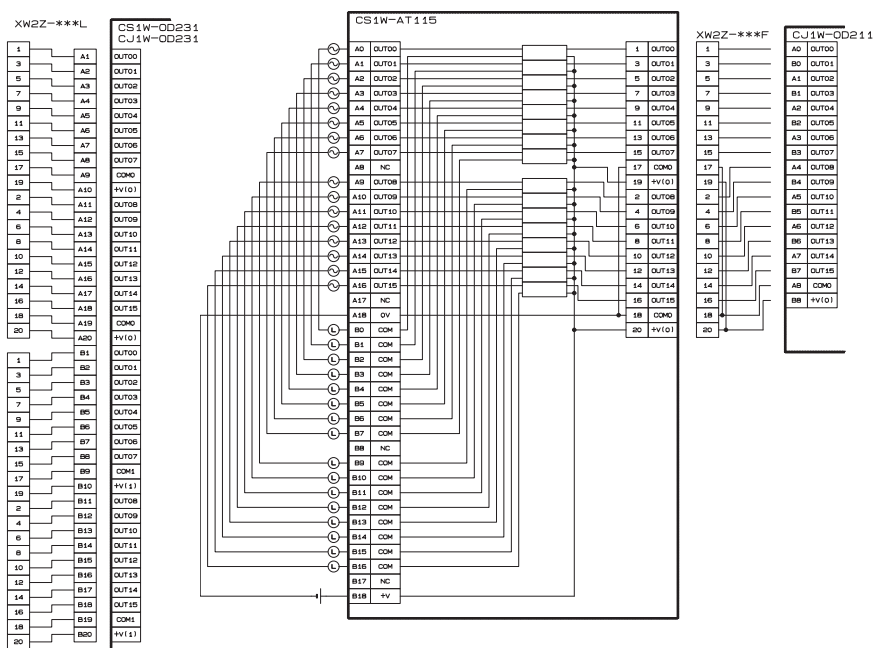 XW2Z-***L
CS1W-OD231
CJ1W-OD231
1
3
5
7
9
11
13
15
17
19
2
4
6
8
10
12
14
16
18
20
A1 OUT00
A2 OUT01
A3 OUT02
A4 OUT03
A5 OUT04
A6 OUT05
A7 OUT06
A8 OUT07
A9 COM0
A10 +V(0)
A11 OUT08
A12 OUT09
A13 OUT10
A14 OUT11
A15 OUT12
A16 OUT13
A17 OUT14
A18 OUT15
A19 COM0
A20 +V(0)
1
3
5
7
9
11
13
15
17
19
2
4
6
8
10
12
14
16
18
20
B1 OUT00
B2 OUT01
B3 OUT02
B4 OUT03
B5 OUT04
B6 OUT05
B7 OUT06
B8 OUT07
B9 COM1
B10 +V(1)
B11 OUT08
B12 OUT09
B13 OUT10
B14 OUT11
B15 OUT12
B16 OUT13
B17 OUT14
B18 OUT15
B19 COM1
B20 +V(1)
CS1W-AT115
A0 OUT00
A1 OUT01
A2 OUT02
A3 OUT03
A4 OUT04
A5 OUT05
A6 OUT06
A7 OUT07
A8 NC
A9 OUT08
A10 OUT09
A11 OUT10
A12 OUT11
A13 OUT12
A14 OUT13
A15 OUT14
A16 OUT15
A17 NC
A18 0V
L B0 COM
L B1 COM
L B2 COM
L B3 COM
L B4 COM
L B5 COM
L B6 COM
L B7 COM
B8 NC
L B9 COM
L B10 COM
L B11 COM
L B12 COM
L B13 COM
L B14 COM
L B15 COM
L B16 COM
B17 NC
B18 +V
1 OUT00
3 OUT01
5 OUT02
7 OUT03
9 OUT04
11 OUT05
13 OUT06
15 OUT07
17 COM0
19 +V(0)
2 OUT08
4 OUT09
6 OUT10
8 OUT11
10 OUT12
12 OUT13
14 OUT14
16 OUT15
18 COM0
20 +V(0)
XW2Z-***F
1
3
5
7
9
11
13
15
17
19
2
4
6
8
10
12
14
16
18
20
CJ1W-OD211
A0 OUT00
B0 OUT01
A1 OUT02
B1 OUT03
A2 OUT04
B2 OUT05
A3 OUT06
B3 OUT07
A4 OUT08
B4 OUT09
A5 OUT10
B5 OUT11
A6 OUT12
B6 OUT13
A7 OUT14
B7 OUT15
A8 COM0
B8 +V(0)